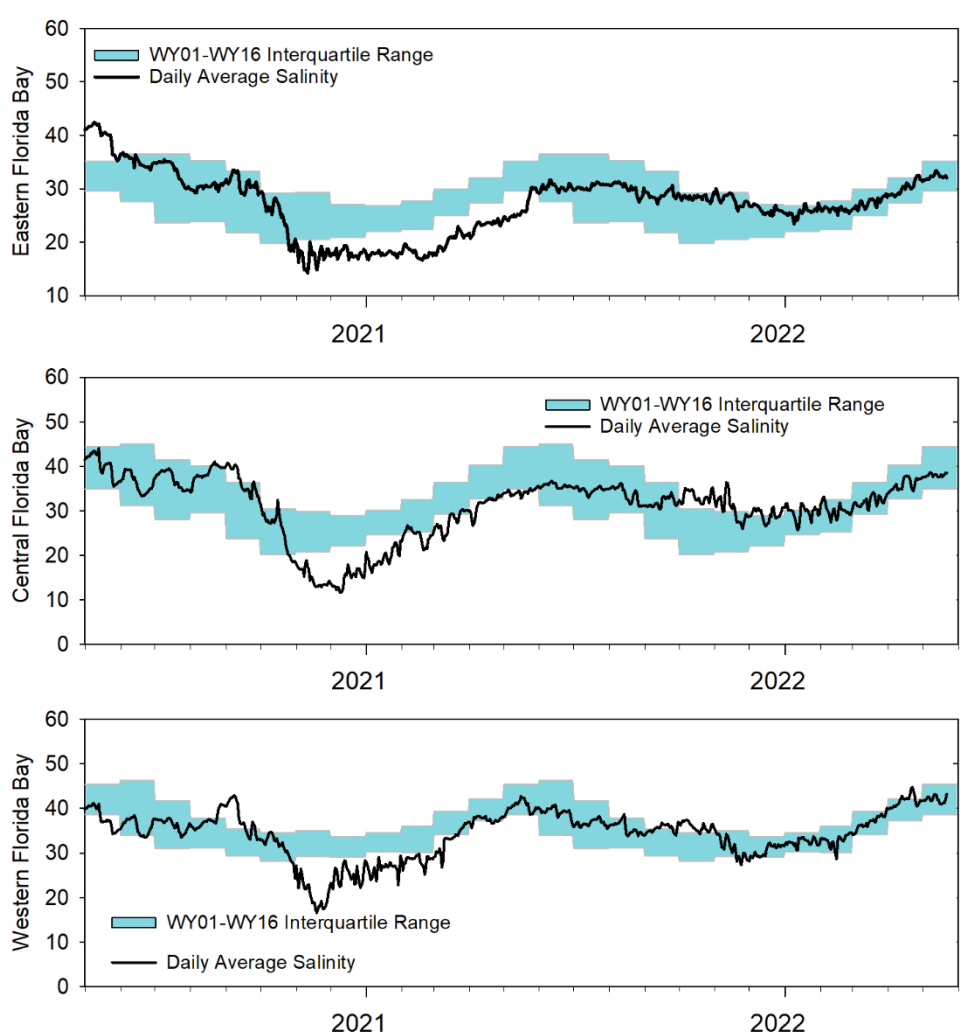 60
WY01-WY16 Interquartile Range
Daily Average Salinity
50
40
30
20
10
Eastern Florida Bay
2021 2022
60
50
WY01-WY16 Interquartile Range
Daily Average Salinity
40
30
20
10
0
Central Florida Bay
2021 2022
60
50
40
30
20
10
0
Western Florida Bay
WY01-WY16 Interquartile Range
Daily Average Salinity
2021 2022